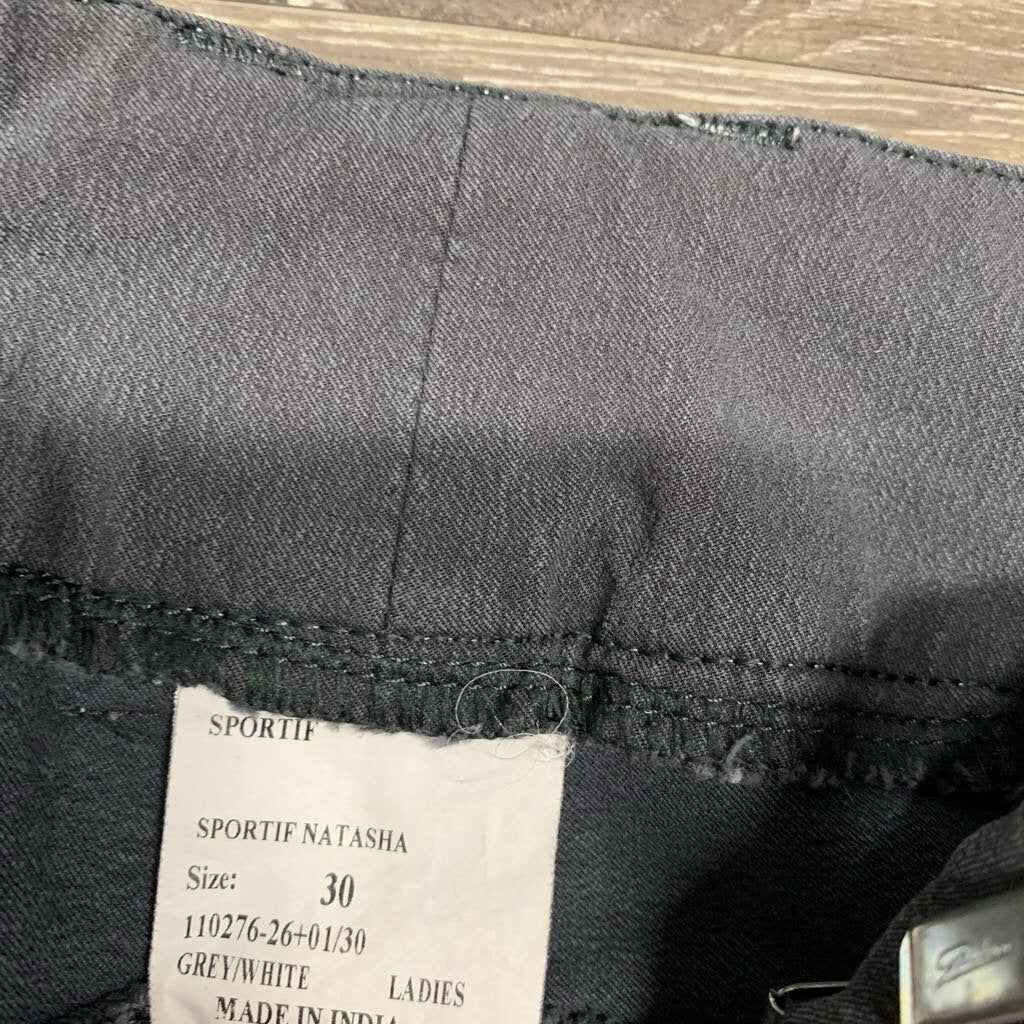 SPORTIF
SPORTIF NATASHA
Size: 30
110276-26+01/30
GREY/WHITE LADIES
MADE IN INDIA